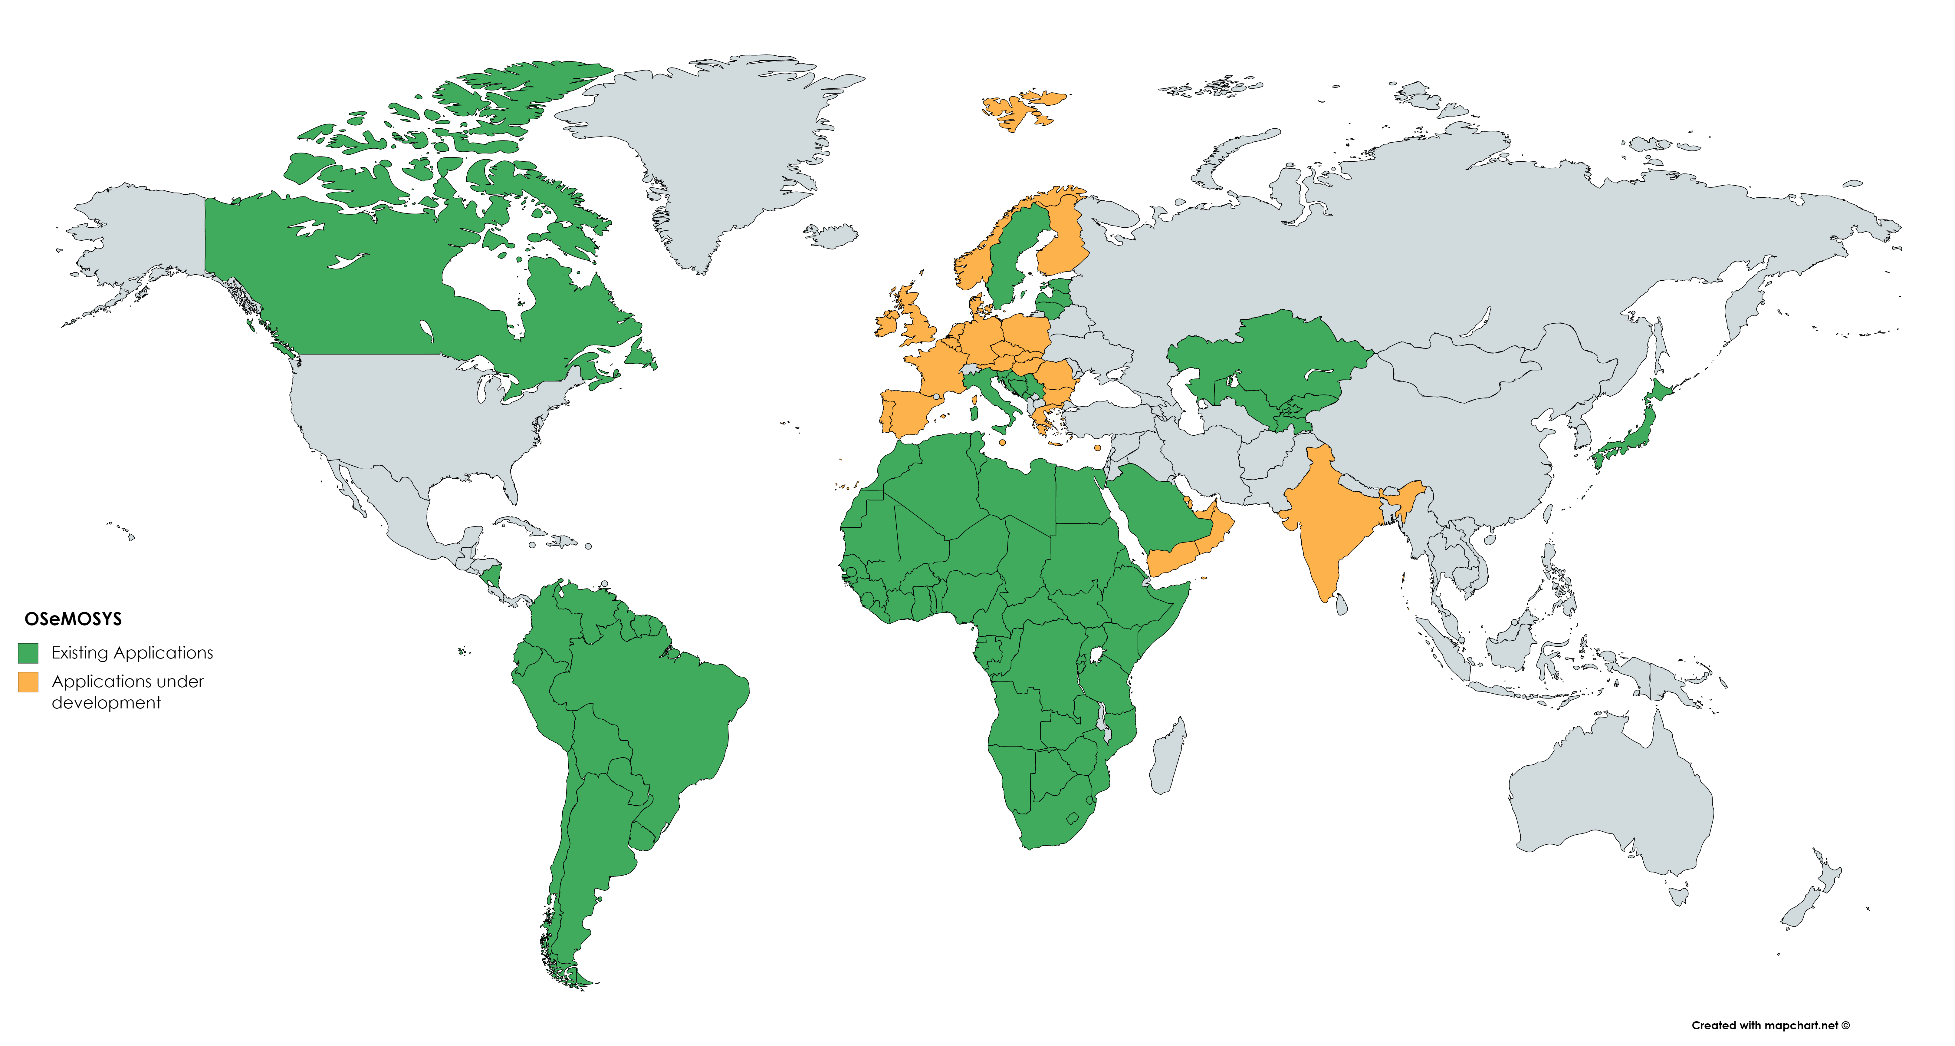 OSeMOSYS
Existing Applications
Applications under
development
Created with mapchart.net ©